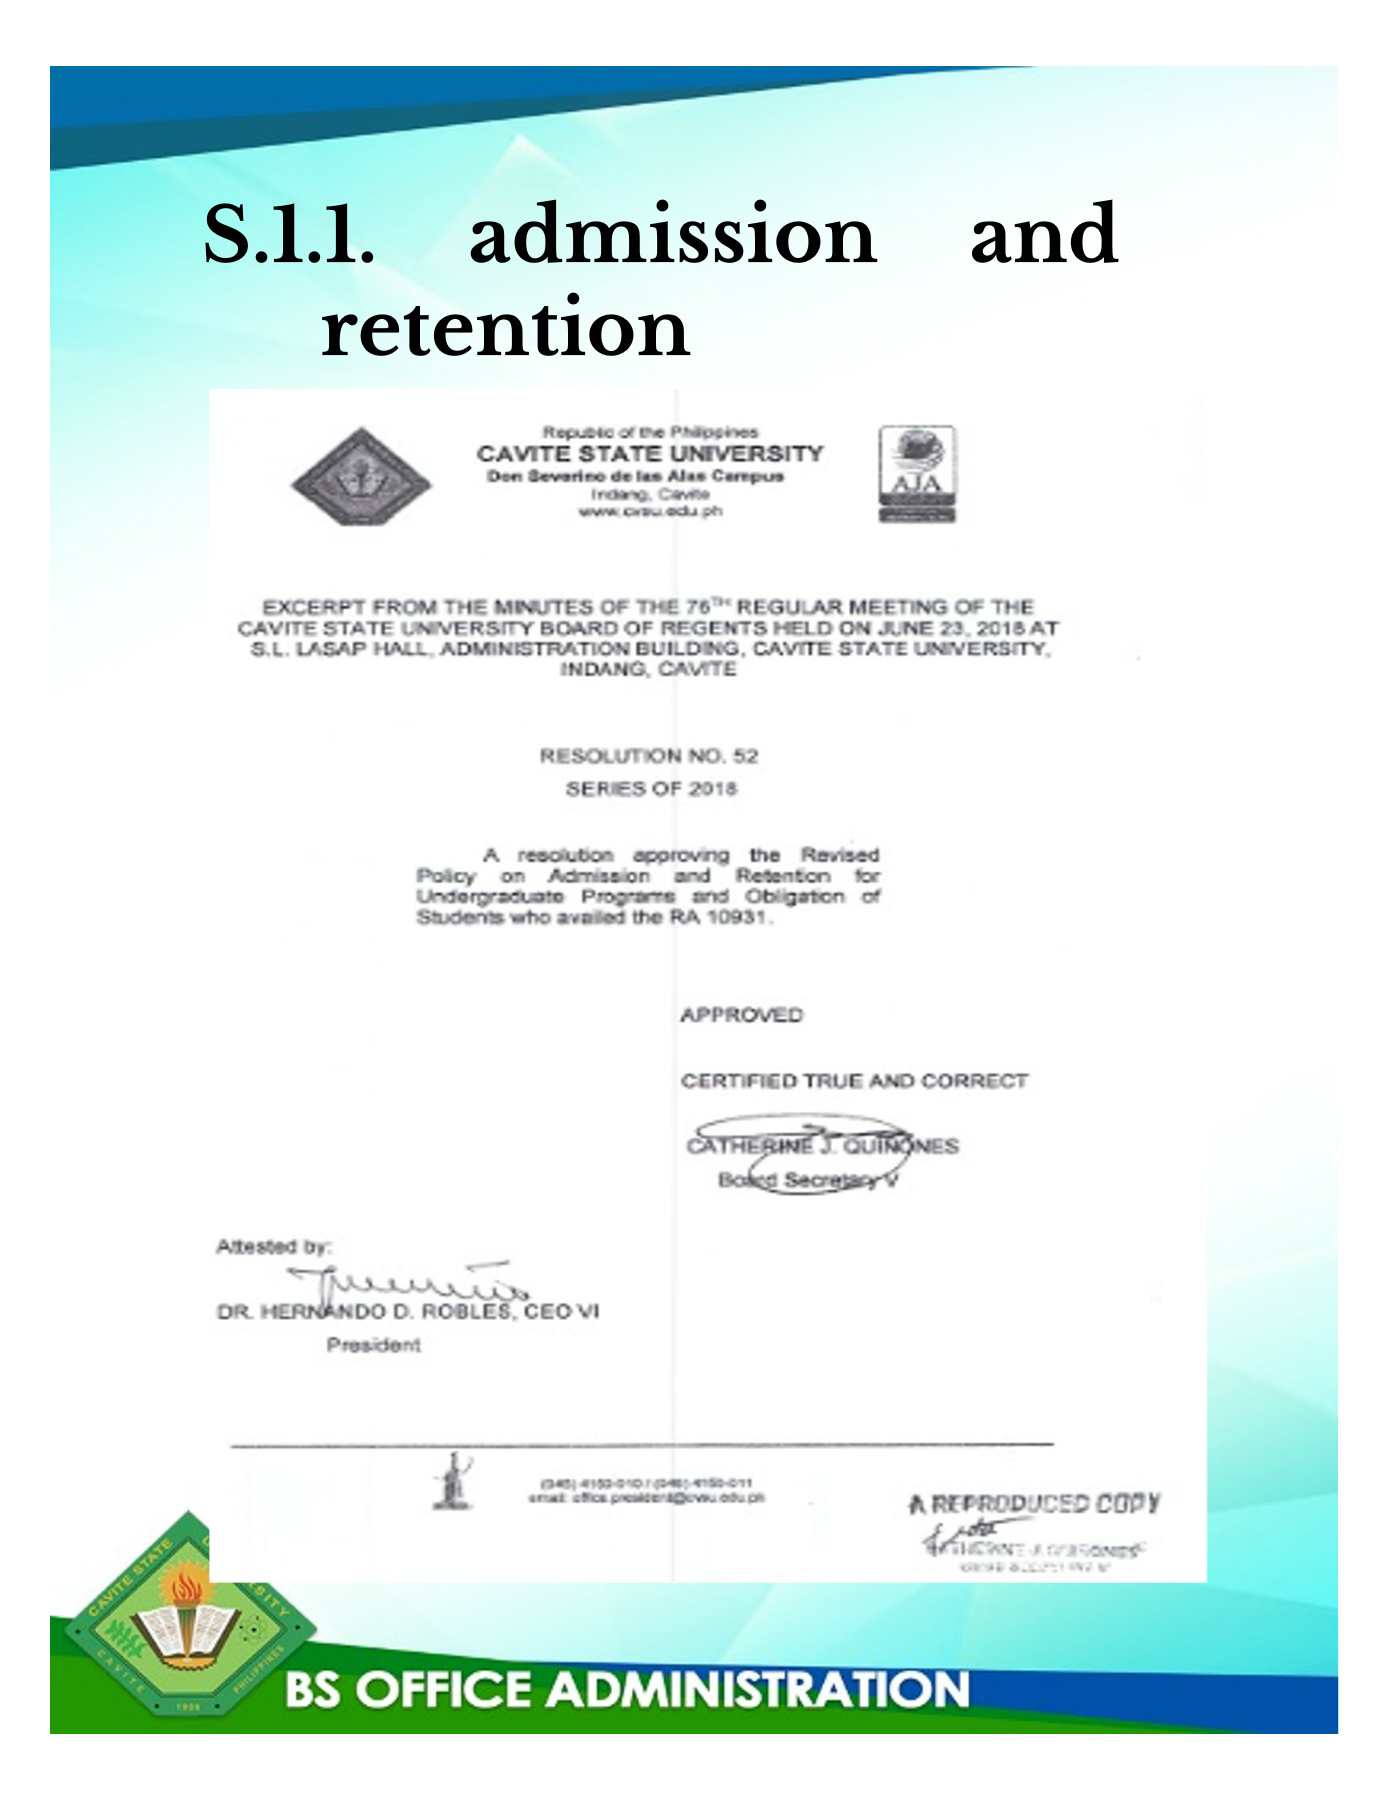 S.1.1. admission and
retention
Republic of the Philippines
CAVITE STATE UNIVERSITY
Don Severino de las Alas Campus
Indang, Cavite
www.cvsu.edu.ph
AJA
EXCERPT FROM THE MINUTES OF THE 76TH REGULAR MEETING OF THE
CAVITE STATE UNIVERSITY BOARD OF REGENTS HELD ON JUNE 23, 2018 AT
S.L. LASAP HALL, ADMINISTRATION BUILDING, CAVITE STATE UNIVERSITY,
INDANG, CAVITE
RESOLUTION NO. 52
SERIES OF 2018
A resolution approving the Revised
Policy on Admission and Retention for
Undergraduate Programs and Obligation of
Students who availed the RA 10931.
APPROVED
CERTIFIED TRUE AND CORRECT
CATHERINE J. QUIÑONES
Board Secretary V
Attested by:
DR. HERNANDO D. ROBLES, CEO VI
President
(046) 4150-010 / (046) 4150-011
email: office.president@cvsu.edu.ph
A REPRODUCED COPY
CATHERINE J. QUIÑONES
CAVITE STATE UNIVERSITY
CAVITE PHILIPPINES
1906
BS OFFICE ADMINISTRATION